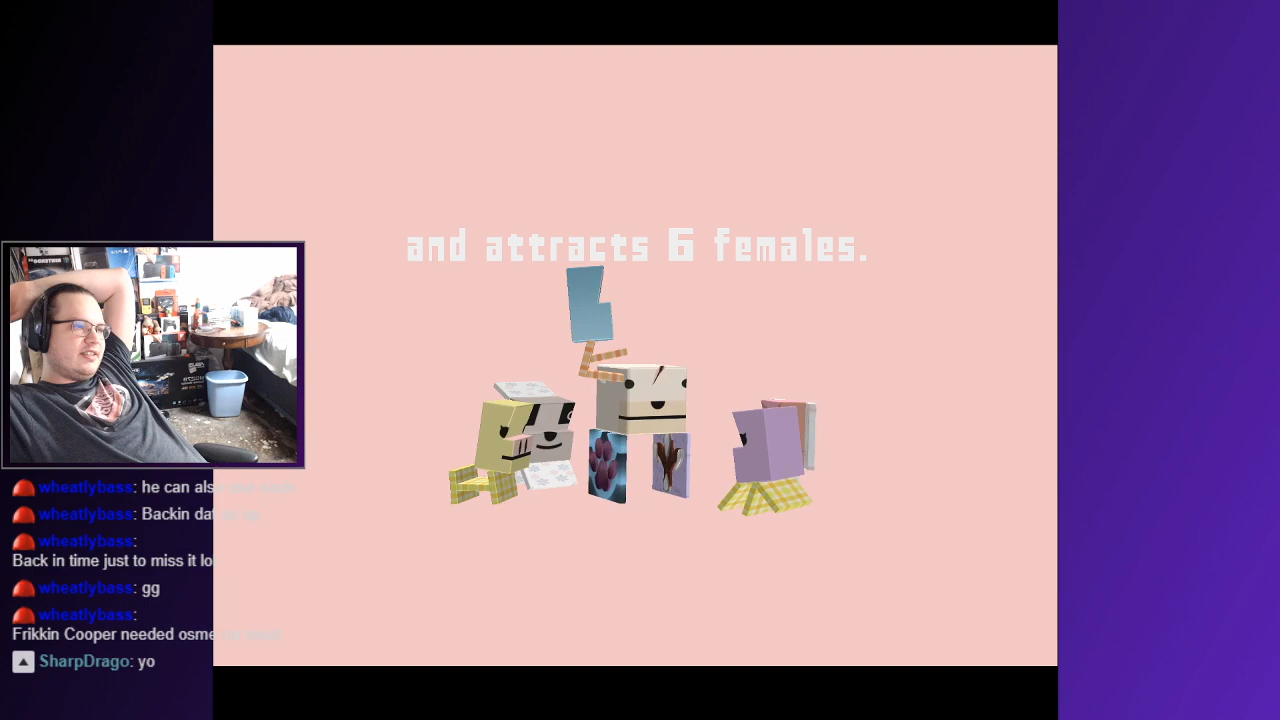 and attracts 6 females.
wheatlybass: he can also
wheatlybass: Backin da
wheatlybass:
Back in time just to miss it lo
wheatlybass: gg
wheatlybass:
Frikkin Cooper needed osme
SharpDrago: yo